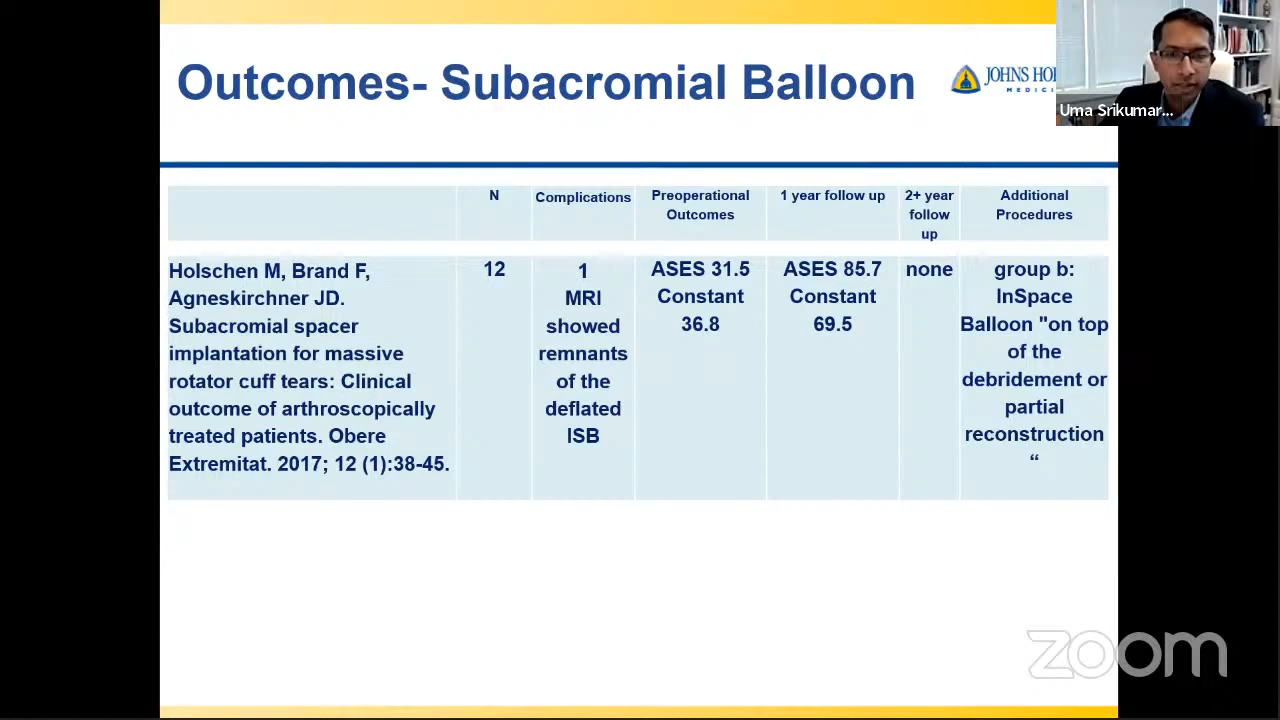 Outcomes- Subacromial Balloon
JOHNS HO
MEDICI
Uma Srikumar...
N
Complications
Preoperational
Outcomes
1 year follow up
2+ year
follow
up
Additional
Procedures
Holschen M, Brand F,
Agneskirchner JD.
Subacromial spacer
implantation for massive
rotator cuff tears: Clinical
outcome of arthroscopically
treated patients. Obere
Extremitat. 2017; 12 (1):38-45.
12
1
MRI
showed
remnants
of the
deflated
ISB
ASES 31.5
Constant
36.8
ASES 85.7
Constant
69.5
none
group b:
InSpace
Balloon "on top
of the
debridement or
partial
reconstruction
“
zoom